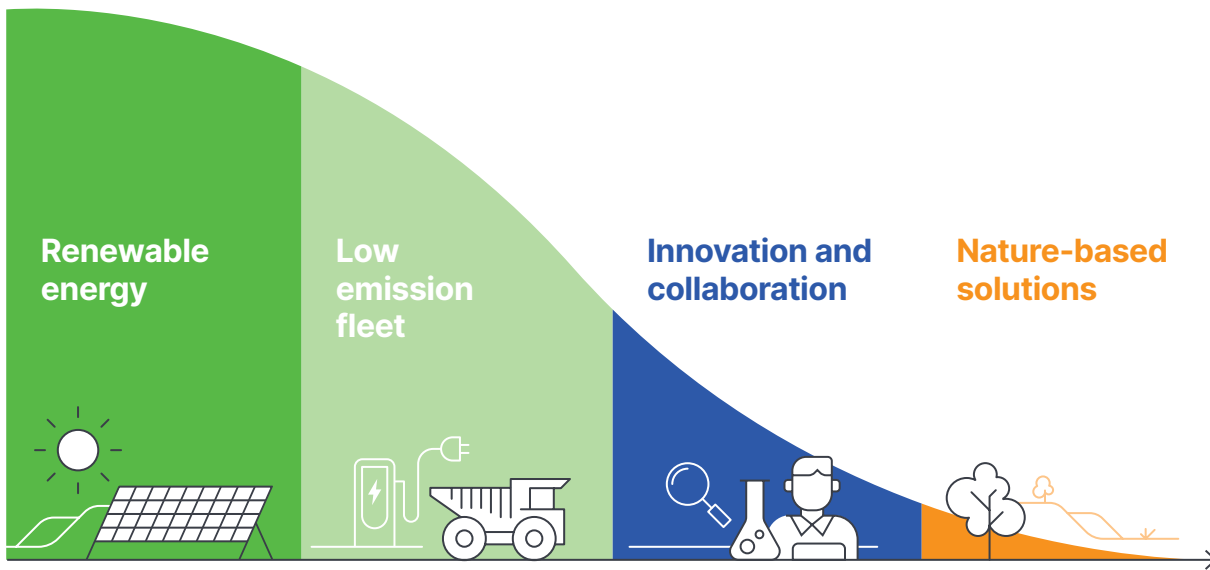 Renewable
energy
Low
emission
fleet
Innovation and
collaboration
Nature-based
solutions